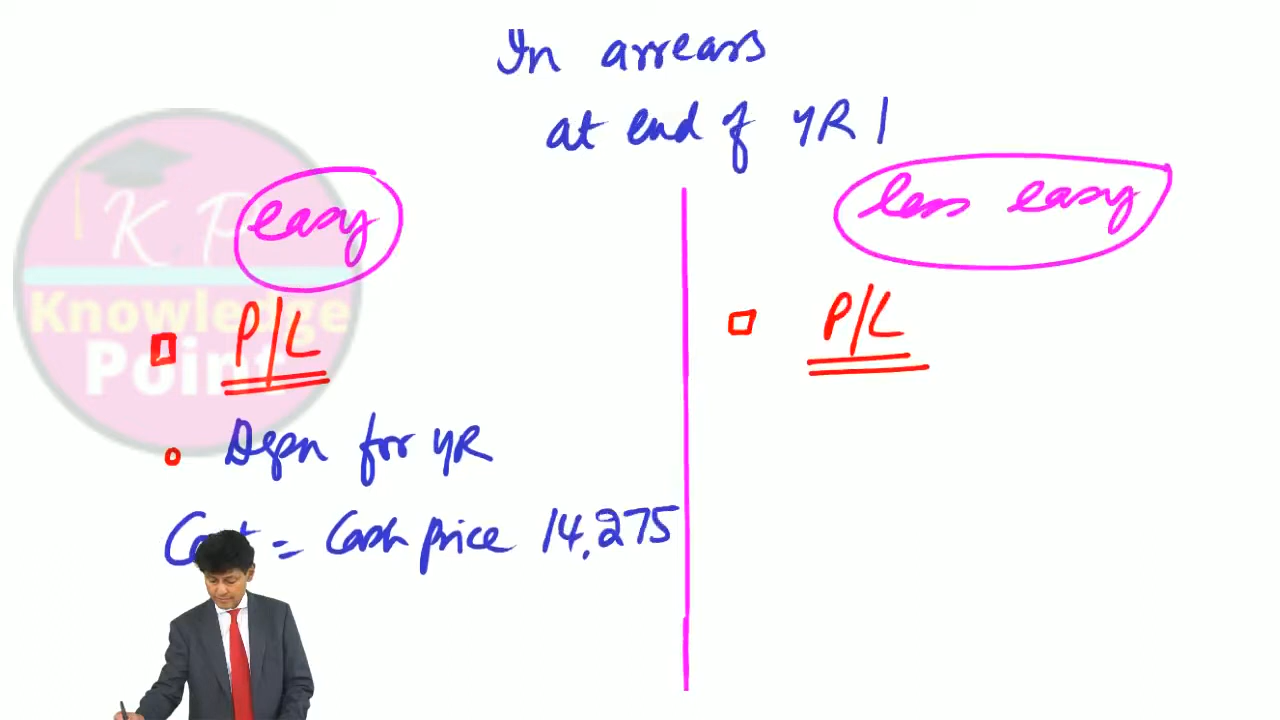 In arrears
at end of YR 1
easy
less easy
K.P
Knowledge
Point
P/L
P/L
Depn for YR
Cost = Cash price 14,275